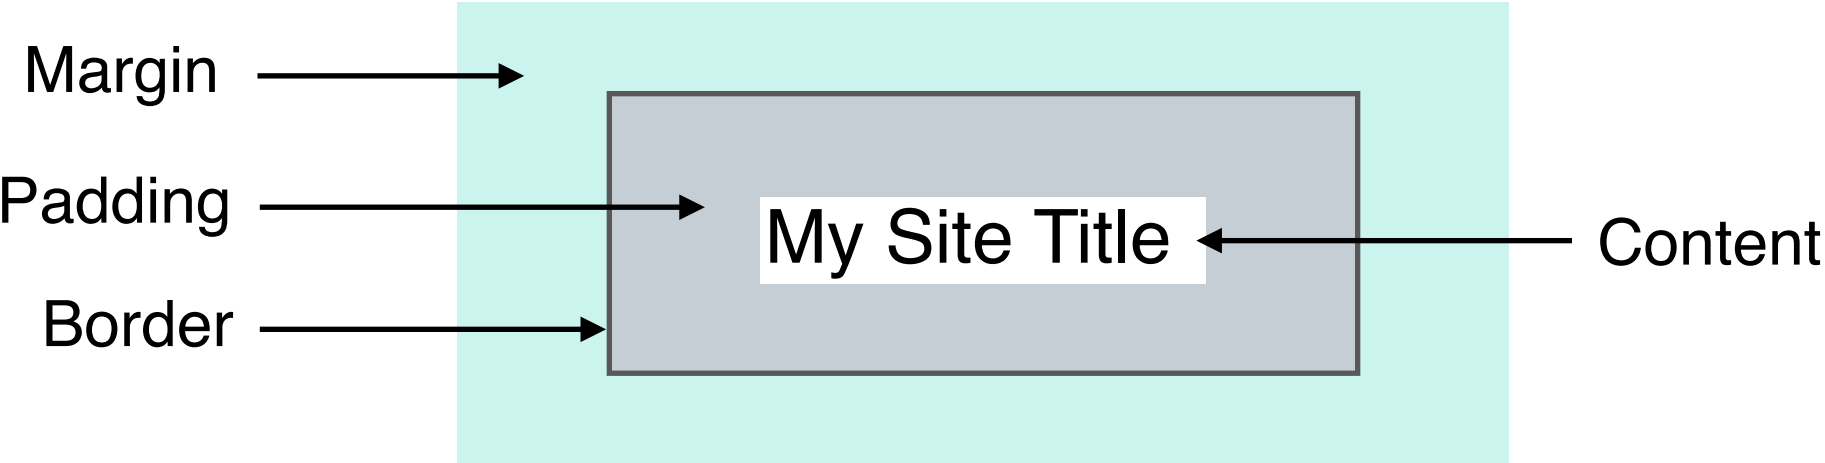 Margin
Padding
My Site Title
Content
Border